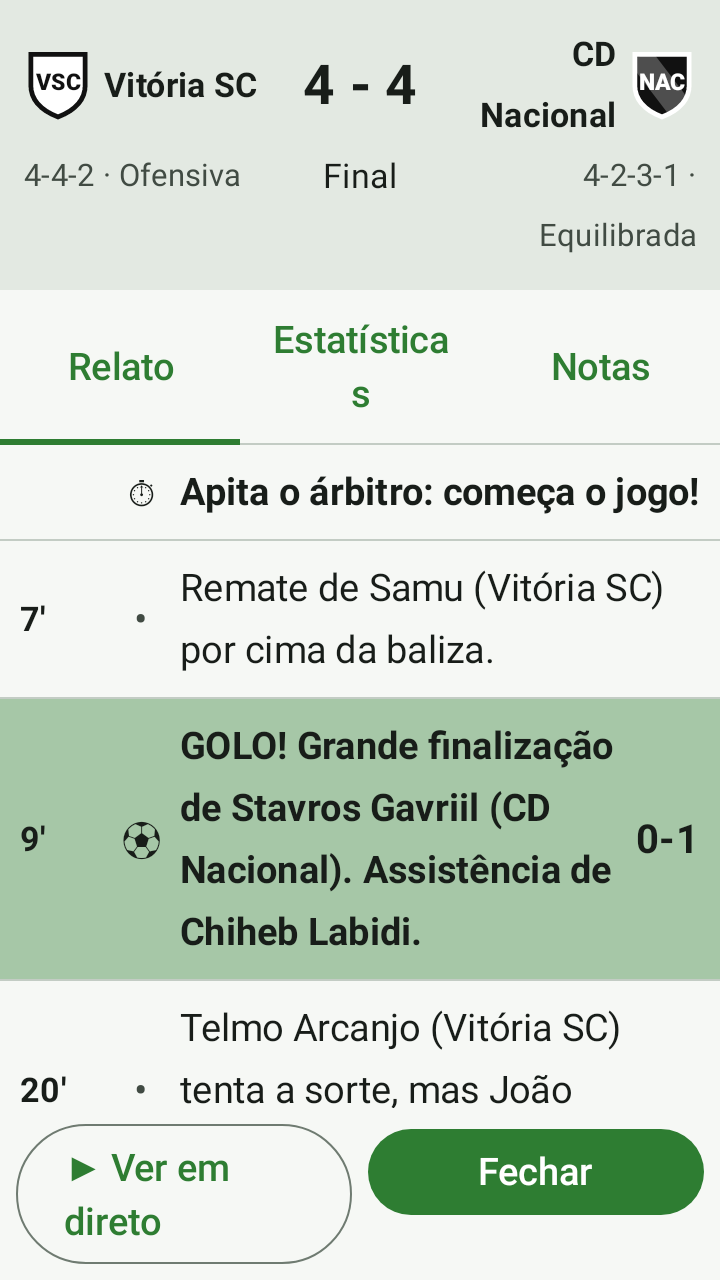 VSC Vitória SC 4 - 4 CD
Nacional NAC
4-4-2 · Ofensiva Final 4-2-3-1 ·
Equilibrada
Relato Estatística
s Notas
Apita o árbitro: começa o jogo!
7' • Remate de Samu (Vitória SC)
por cima da baliza.
GOLO! Grande finalização
de Stavros Gavriil (CD
9' Nacional). Assistência de 0-1
Chiheb Labidi.
Telmo Arcanjo (Vitória SC)
20' • tenta a sorte, mas João
► Ver em
direto
Fechar